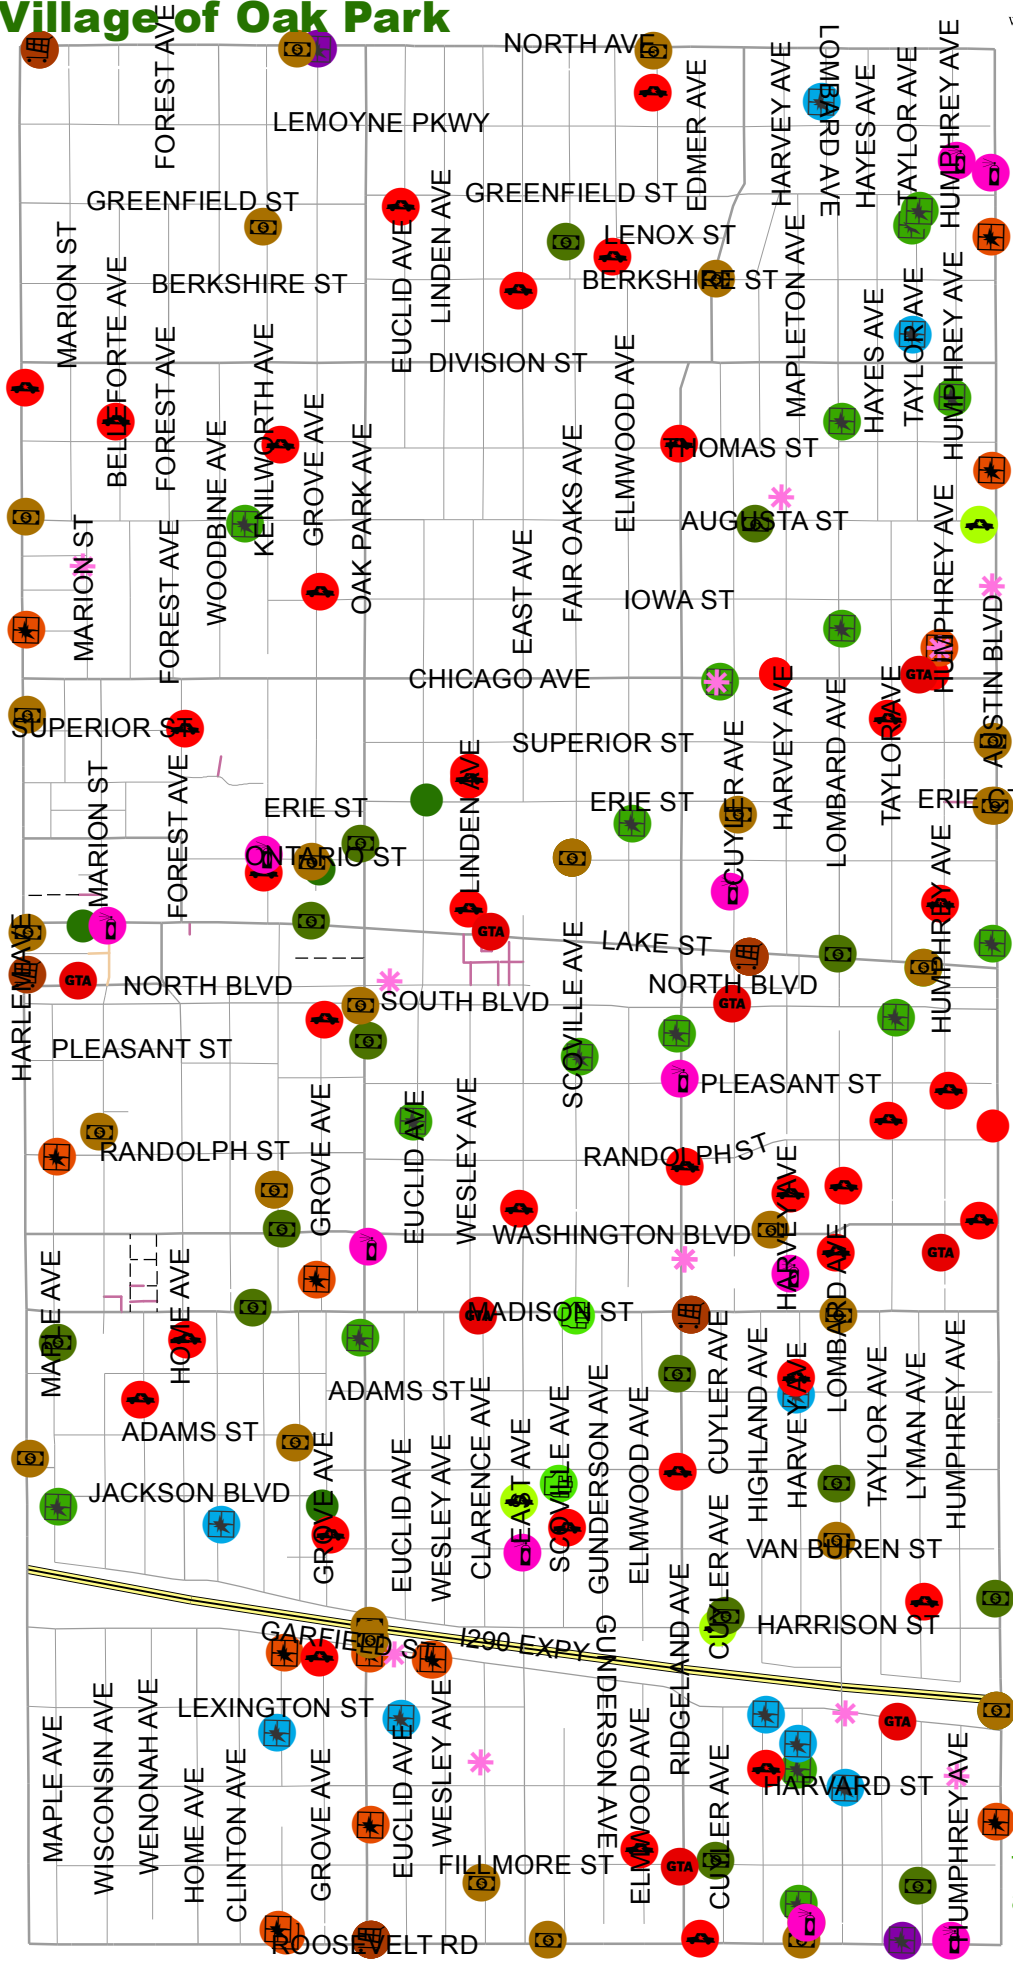 Village of Oak Park
NORTH AVE
FOREST AVE
LEMOYNE PKWY
EDMER AVE
HARVEY AVE
LOMBARD AVE
HAYES AVE
TAYLOR AVE
HUMPHREY AVE
GREENFIELD ST
GREENFIELD ST
LENOX ST
MARION ST
BERKSHIRE ST
BERKSHIRE ST
EUCLID AVE
LINDEN AVE
BELLEFORTE AVE
FOREST AVE
KENILWORTH AVE
DIVISION ST
ELMWOOD AVE
MAPLETON AVE
HAYES AVE
TAYLOR AVE
HUMPHREY AVE
WOODBINE AVE
GROVE AVE
OAK PARK AVE
FAIR OAKS AVE
THOMAS ST
AUGUSTA ST
MARION ST
FOREST AVE
EAST AVE
IOWA ST
HUMPHREY AVE
AUSTIN BLVD
CHICAGO AVE
SUPERIOR ST
SUPERIOR ST
HARVEY AVE
LOMBARD AVE
TAYLOR AVE
GTA
MARION ST
FOREST AVE
ERIE ST
LINDEN AVE
ERIE ST
CUYLER AVE
ERIE CT
ONTARIO ST
HUMPHREY AVE
GTA
LAKE ST
SCOVILLE AVE
HARLEM AVE
GTA
NORTH BLVD
SOUTH BLVD
NORTH BLVD
GTA
PLEASANT ST
PLEASANT ST
RANDOLPH ST
GROVE AVE
EUCLID AVE
WESLEY AVE
RANDOLPH ST
HARVEY AVE
WASHINGTON BLVD
LOMBARD AVE
GTA
MAPLE AVE
HOME AVE
GTA
MADISON ST
ADAMS ST
ADAMS ST
CUYLER AVE
HIGHLAND AVE
HARVEY AVE
TAYLOR AVE
LYMAN AVE
HUMPHREY AVE
JACKSON BLVD
GROVE AVE
EUCLID AVE
WESLEY AVE
CLARENCE AVE
EAST AVE
SCOVILLE AVE
GUNDERSON AVE
ELMWOOD AVE
CUYLER AVE
VAN BUREN ST
HARRISON ST
GARFIELD ST
I290 EXPY
GUNDERSON AVE
RIDGELAND AVE
LEXINGTON ST
GTA
MAPLE AVE
WISCONSIN AVE
WENONAH AVE
HOME AVE
CLINTON AVE
GROVE AVE
EUCLID AVE
WESLEY AVE
ELMWOOD AVE
CUYLER AVE
HARVARD ST
HUMPHREY AVE
FILLMORE ST
GTA
ROOSEVELT RD